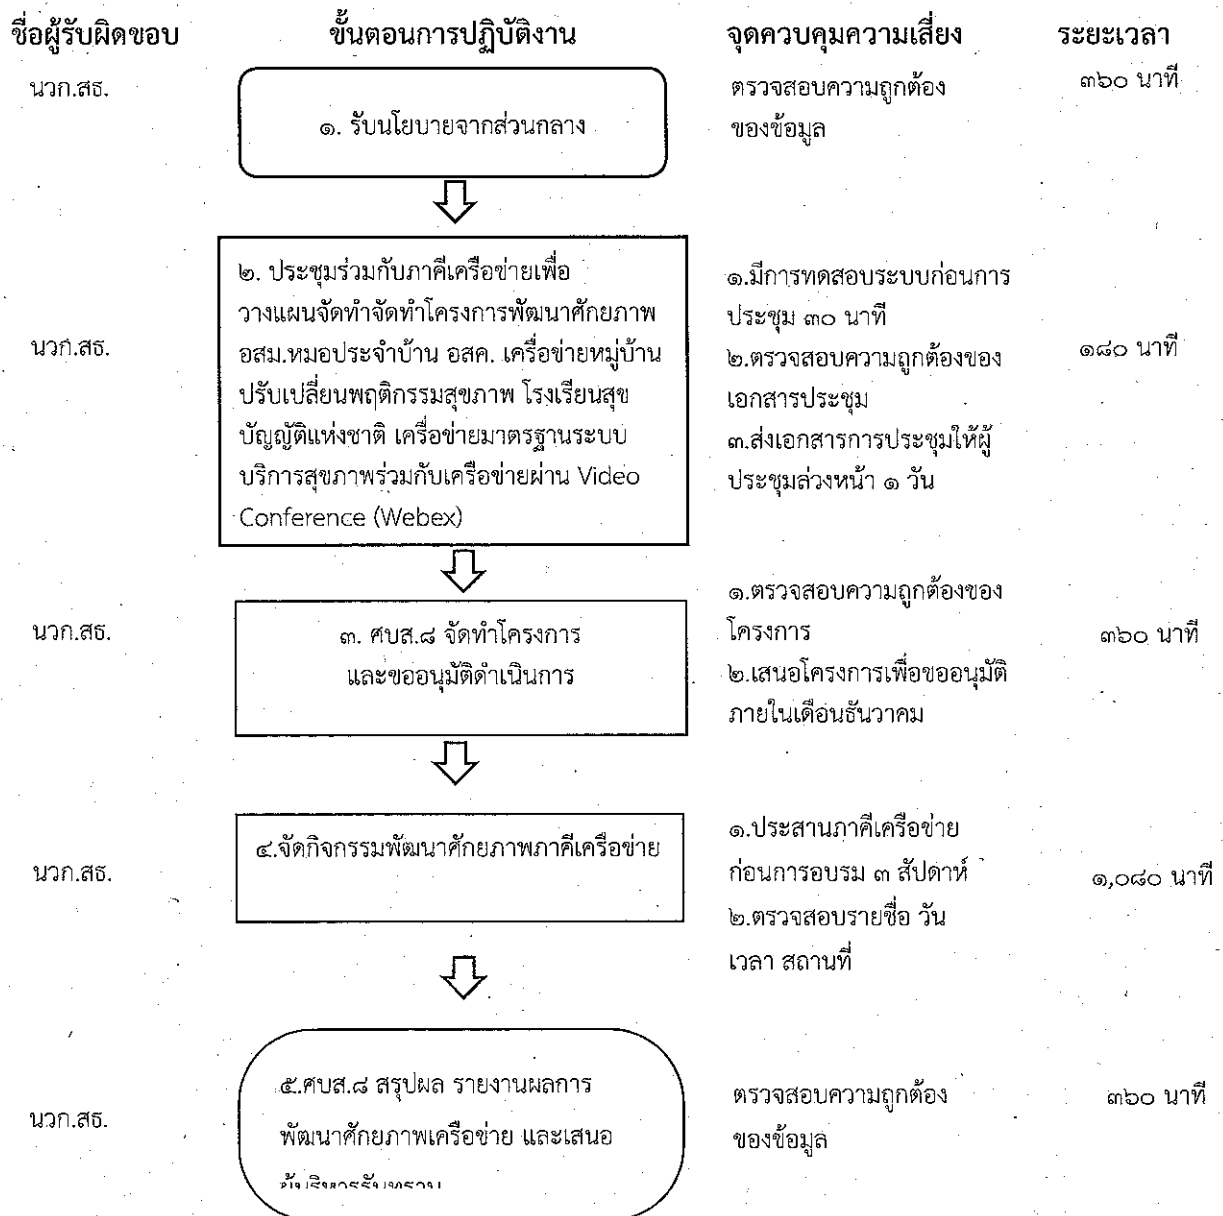 ชื่อผู้รับผิดขอบ ขั้นตอนการปฏิบัติงาน จุดควบคุมความเสี่ยง ระยะเวลา
นวก.สธ.
๑. รับนโยบายจากส่วนกลาง
ตรวจสอบความถูกต้อง
ของข้อมูล
๓๖๐ นาที
นวก.สธ.
๒. ประชุมร่วมกับภาคีเครือข่ายเพื่อ
วางแผนจัดทำจัดทำโครงการพัฒนาศักยภาพ
อสม.หมอประจำบ้าน อสค. เครือข่ายหมู่บ้าน
ปรับเปลี่ยนพฤติกรรมสุขภาพ โรงเรียนสุข
บัญญัติแห่งชาติ เครือข่ายมาตรฐานระบบ
บริการสุขภาพร่วมกับเครือข่ายผ่าน Video
Conference (Webex)
๑.มีการทดสอบระบบก่อนการ
ประชุม ๓๐ นาที
๒.ตรวจสอบความถูกต้องของ
เอกสารประชุม
๓.ส่งเอกสารการประชุมให้ผู้
ประชุมล่วงหน้า ๑ วัน
๑๘๐ นาที
นวก.สธ.
๓. ศบส.๘ จัดทำโครงการ
และขออนุมัติดำเนินการ
๑.ตรวจสอบความถูกต้องของ
โครงการ
๒.เสนอโครงการเพื่อขออนุมัติ
ภายในเดือนธันวาคม
๓๖๐ นาที
นวก.สธ.
๔.จัดกิจกรรมพัฒนาศักยภาพภาคีเครือข่าย
๑.ประสานภาคีเครือข่าย
ก่อนการอบรม ๓ สัปดาห์
๒.ตรวจสอบรายชื่อ วัน
เวลา สถานที่
๑,๐๘๐ นาที
นวก.สธ.
๕.ศบส.๘ สรุปผล รายงานผลการ
พัฒนาศักยภาพเครือข่าย และเสนอ
ผู้บริหารรับทราบ
ตรวจสอบความถูกต้อง
ของข้อมูล
๓๖๐ นาที